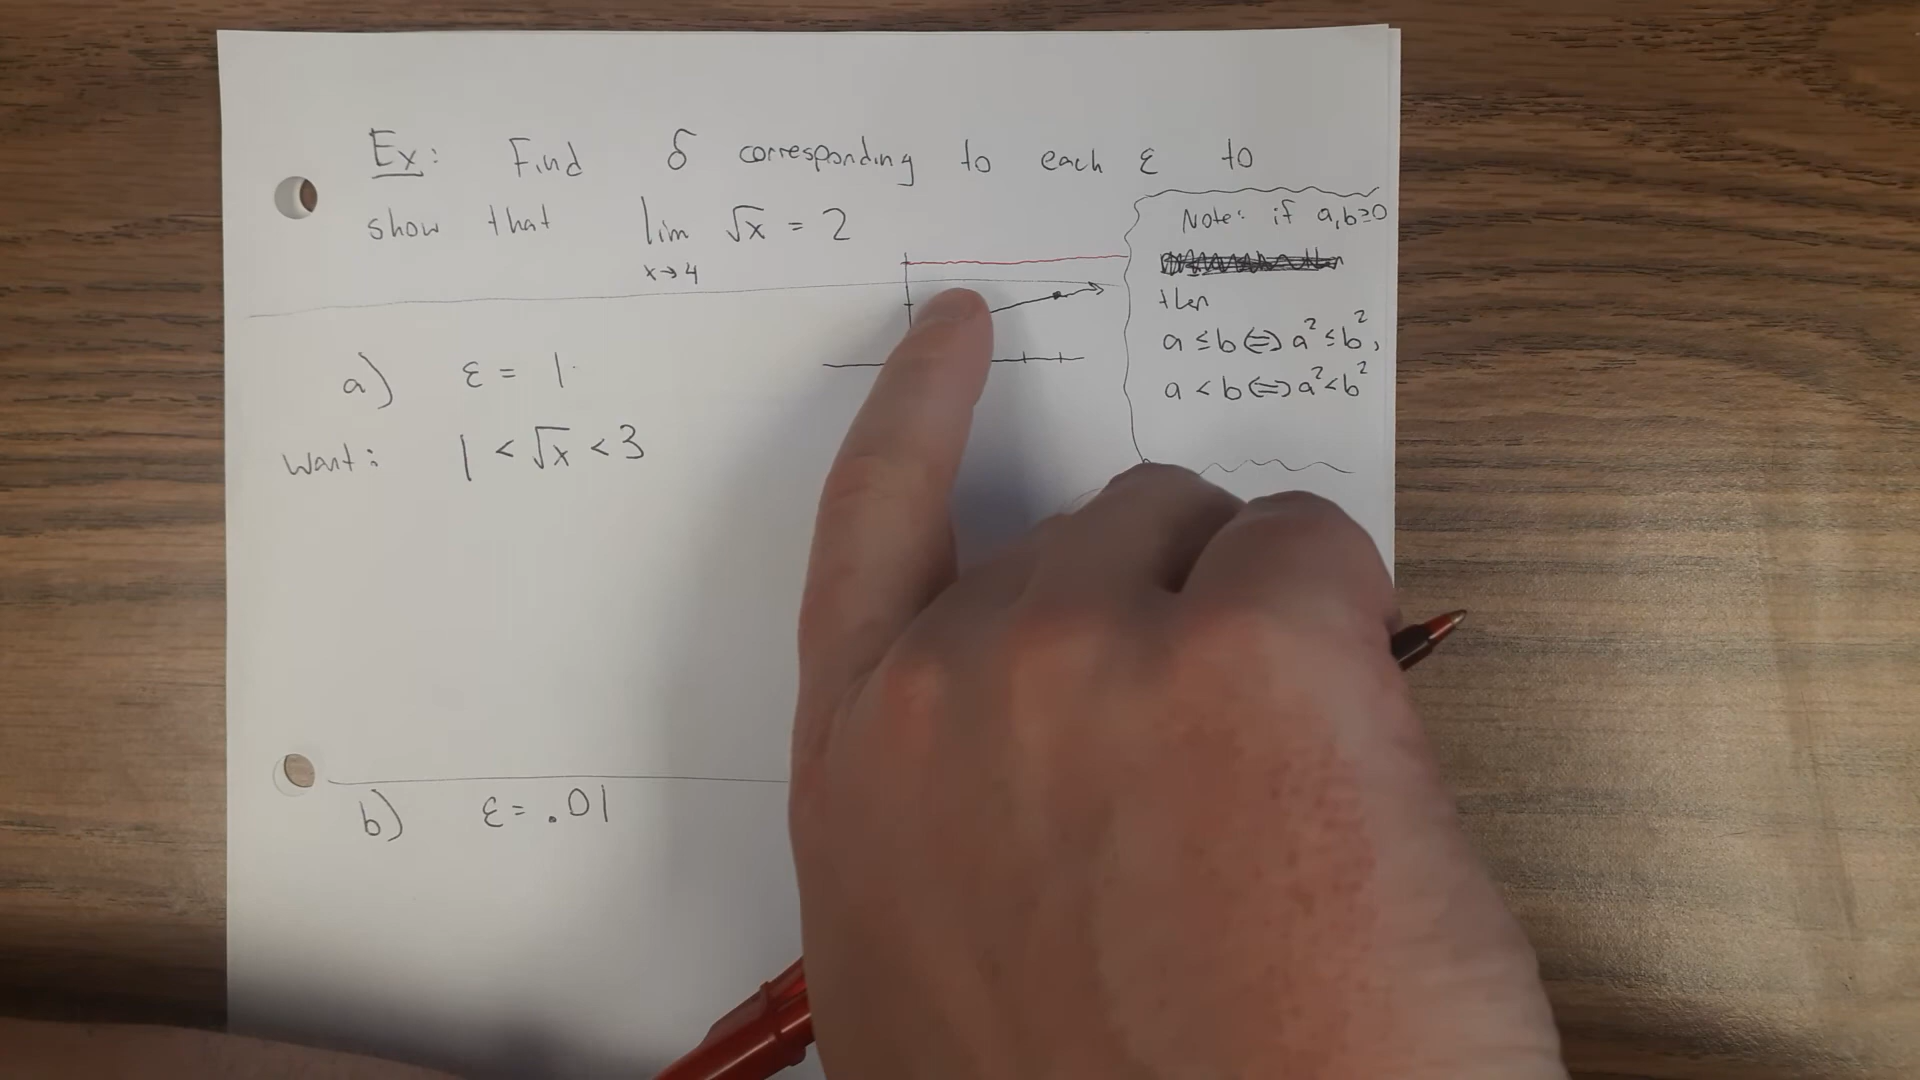 Ex: Find δ corresponding to each ε to
show that lim √x = 2
x→4
Note: if a,b≥0
then
a ≤ b ⇔ a² ≤ b²,
a < b ⇔ a² < b²
a) ε = 1
Want: 1 < √x < 3
b) ε = .01